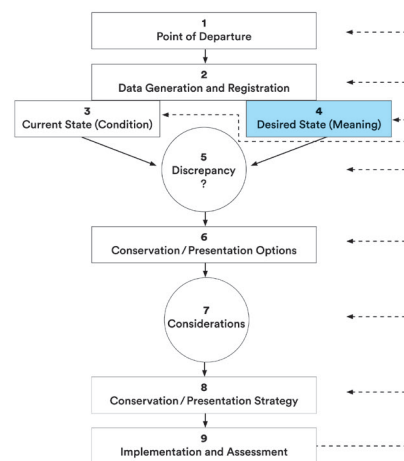 1
Point of Departure
2
Data Generation and Registration
3
Current State (Condition)
4
Desired State (Meaning)
5
Discrepancy
?
6
Conservation / Presentation Options
7
Considerations
8
Conservation / Presentation Strategy
9
Implementation and Assessment